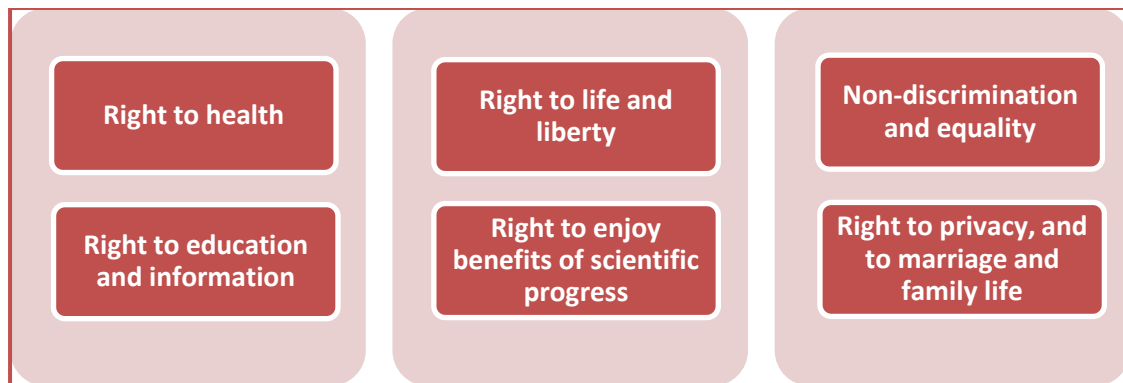 Right to health
Right to education
and information
Right to life and
liberty
Right to enjoy
benefits of scientific
progress
Non-discrimination
and equality
Right to privacy, and
to marriage and
family life